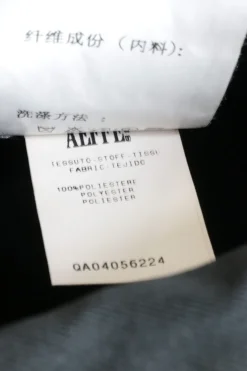 纤维成份（内料）:
洗涤方法：
AEFFE
TESSUTO-STOFF-TISSU
FABRIC-TEJIDO
100%POLIESTERE
POLYESTER
POLYESTER
QA04056224